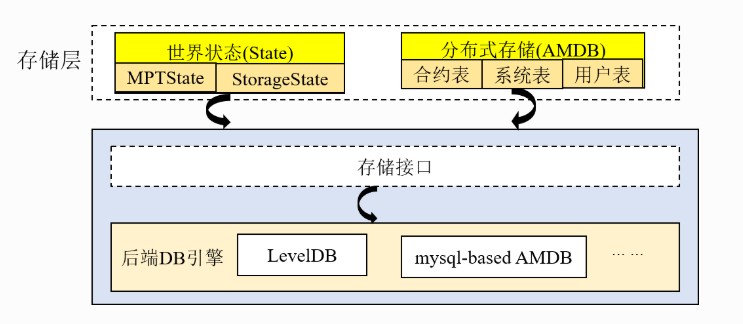 存储层
世界状态(State)
MPTState
StorageState
分布式存储(AMDB)
合约表
系统表
用户表
存储接口
后端DB引擎
LevelDB
mysql-based AMDB
... ...